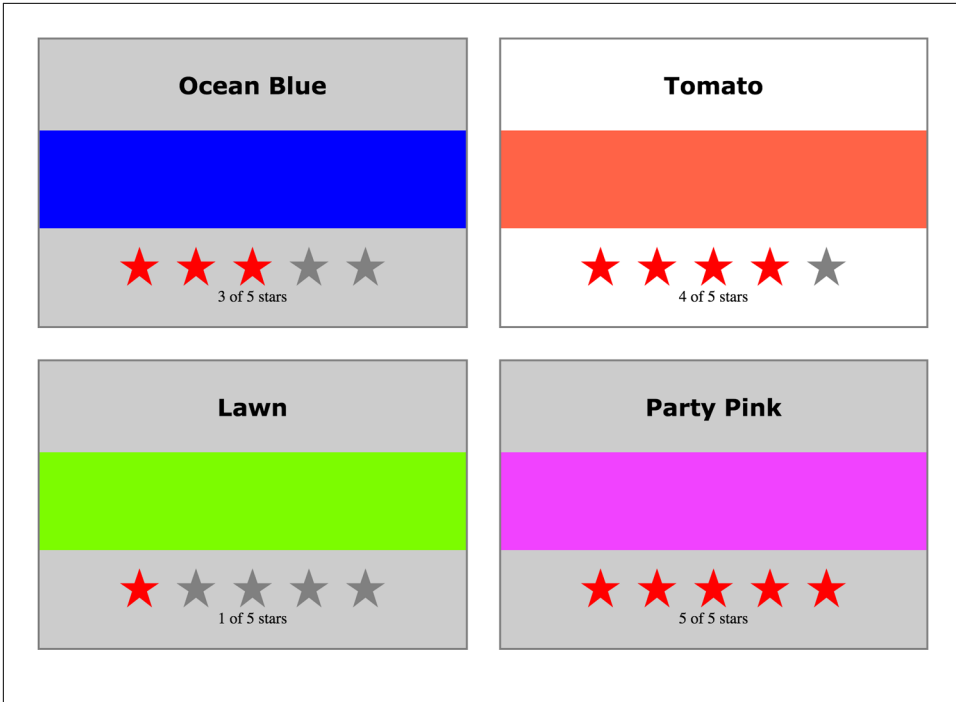 Ocean Blue
3 of 5 stars
Tomato
4 of 5 stars
Lawn
1 of 5 stars
Party Pink
5 of 5 stars